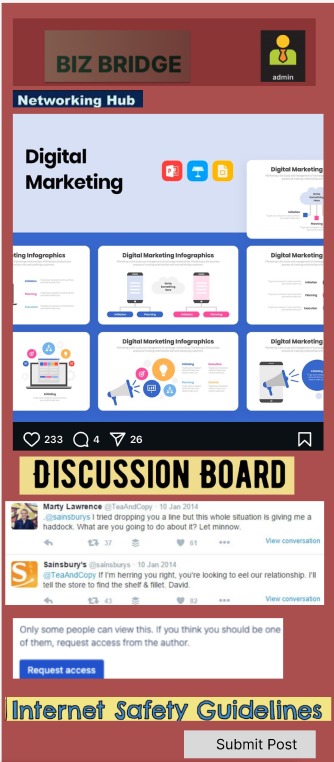 BIZ BRIDGE
admin
Networking Hub
Digital
Marketing
Digital Marketing
ting Infographics
Digital Marketing Infographics
Digital Marketing
Digital Marketing Infographics
Digital Marketing
233 4 26
DISCUSSION BOARD
Marty Lawrence @TeaAndCopy · 10 Jan 2014
.@sainsburys I tried dropping you a line but this whole situation is giving me a
haddock. What are you going to do about it? Let minnow.
37 61 ••• View conversation
Sainsbury's @sainsburys · 10 Jan 2014
@TeaAndCopy If I'm herring you right, you're looking to eel our relationship. I'll
tell the store to find the shelf & fillet. David.
43 83 ••• View conversation
Only some people can view this. If you think you should be one
of them, request access from the author.
Request access
Internet Safety Guidelines
Submit Post